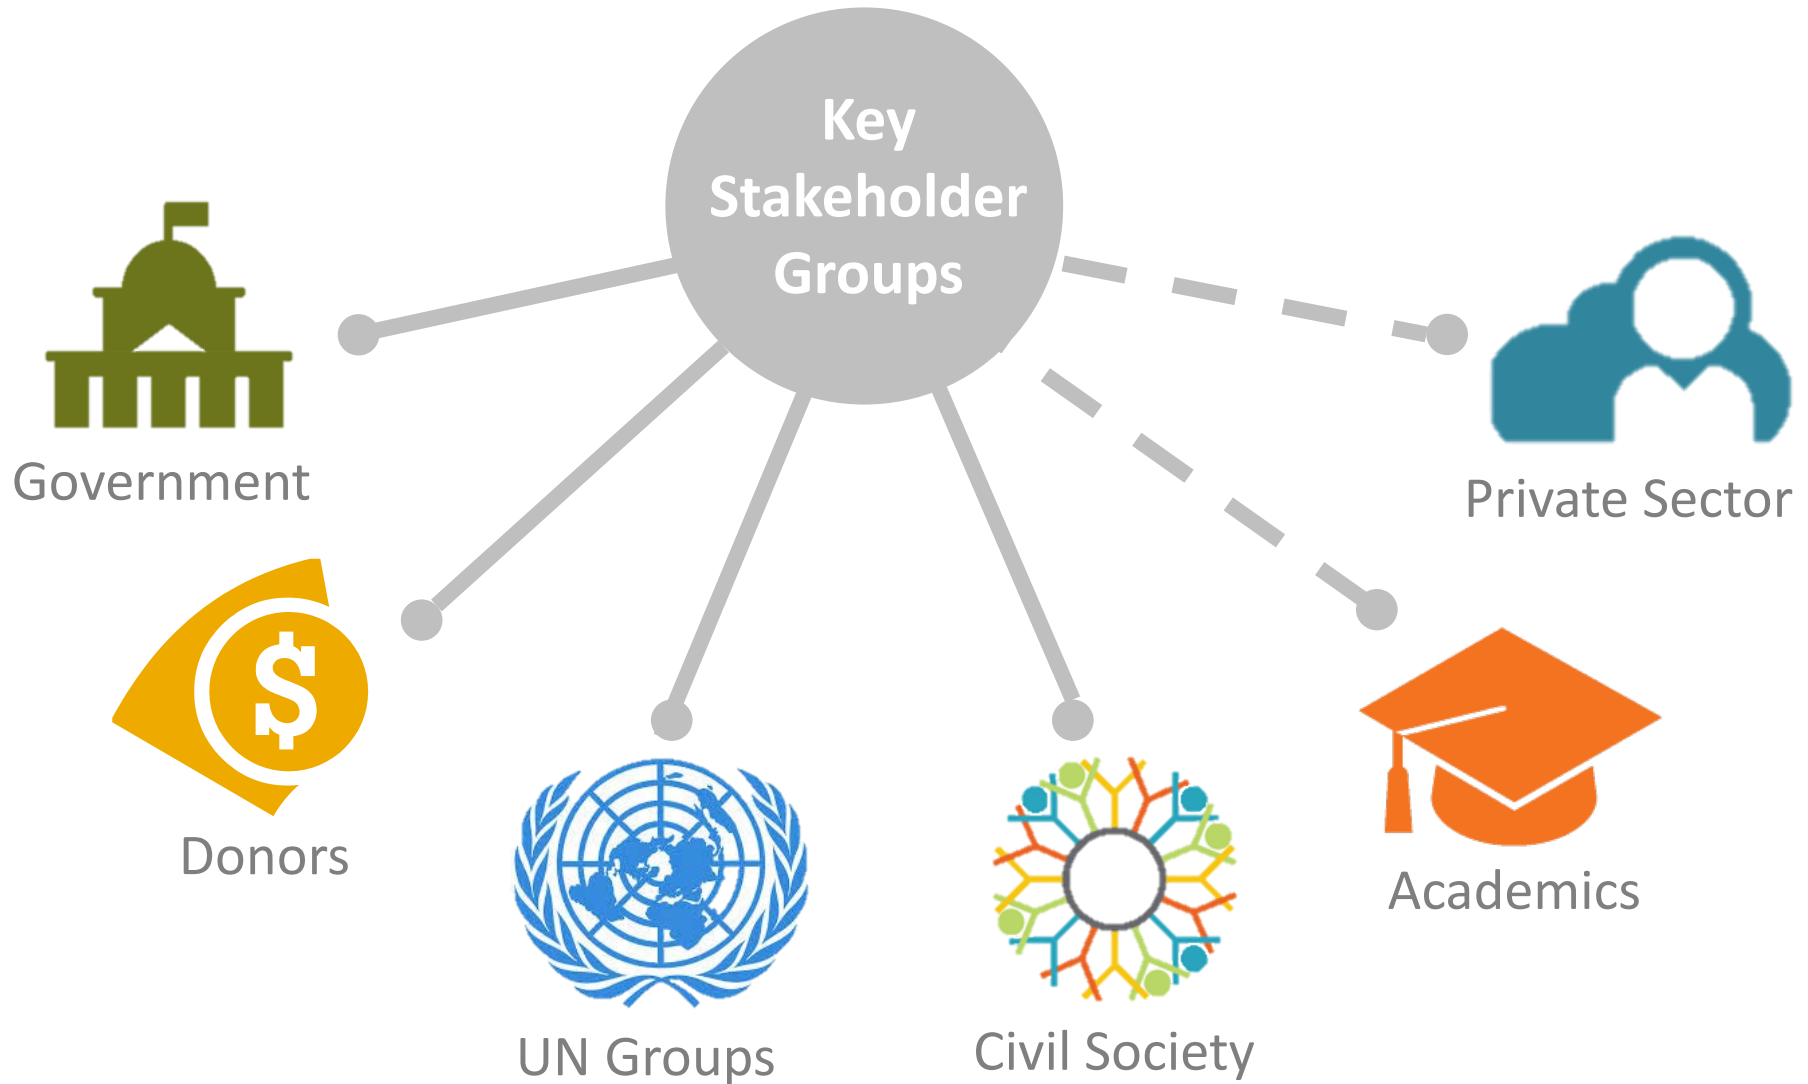 Key
Stakeholder
Groups
Government
Private Sector
$
Donors
Academics
UN Groups
Civil Society